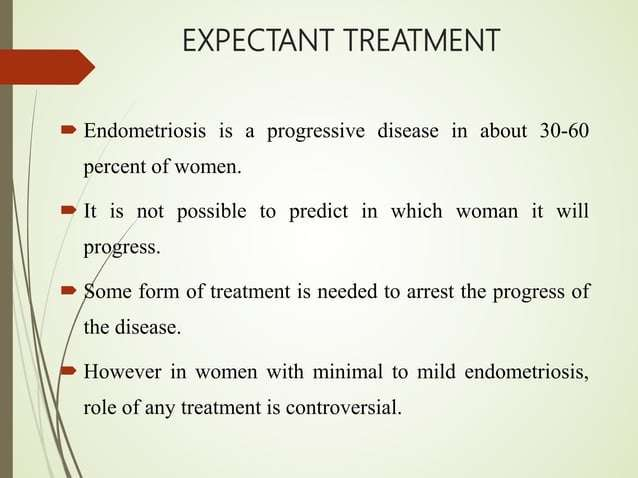 EXPECTANT TREATMENT
Endometriosis is a progressive disease in about 30-60
percent of women.
It is not possible to predict in which woman it will
progress.
Some form of treatment is needed to arrest the progress of
the disease.
However in women with minimal to mild endometriosis,
role of any treatment is controversial.